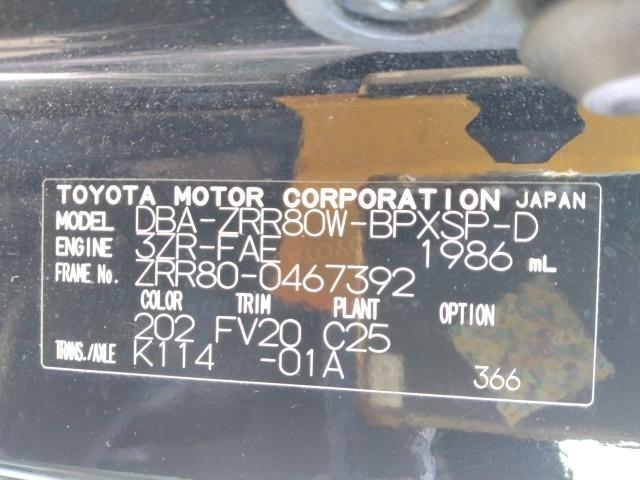 TOYOTA MOTOR CORPORATION JAPAN
MODEL DBA-ZRR80W-BPXSP-D
ENGINE 3ZR-FAE 1986 mL
FRAME No. ZRR80-0467392
COLOR TRIM PLANT OPTION
202 FV20 C25
TRANS./AXLE K114 -01A
366